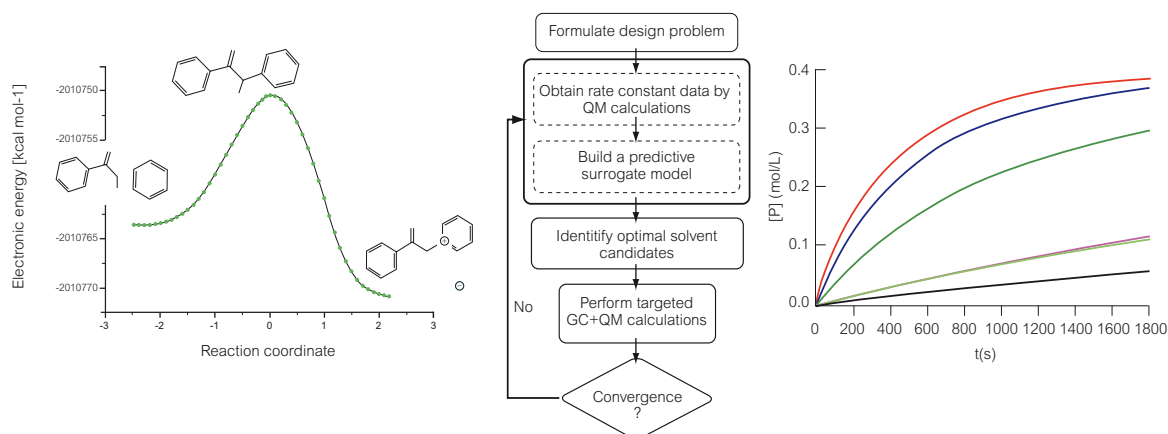 Electronic energy [kcal mol-1]
-2010750
-2010755
-2010765
-2010770
-3
-2
-1
0
1
2
3
Reaction coordinate
+
−
Formulate design problem
Obtain rate constant data by
QM calculations
Build a predictive
surrogate model
Identitify optimal solvent
candidates
Perform targeted
GC+QM calculations
No
Convergence
?
[P] (mol/L)
0.4
0.3
0.2
0.1
0.0
0
200
400
600
800
1000
1200
1400
1600
1800
t(s)